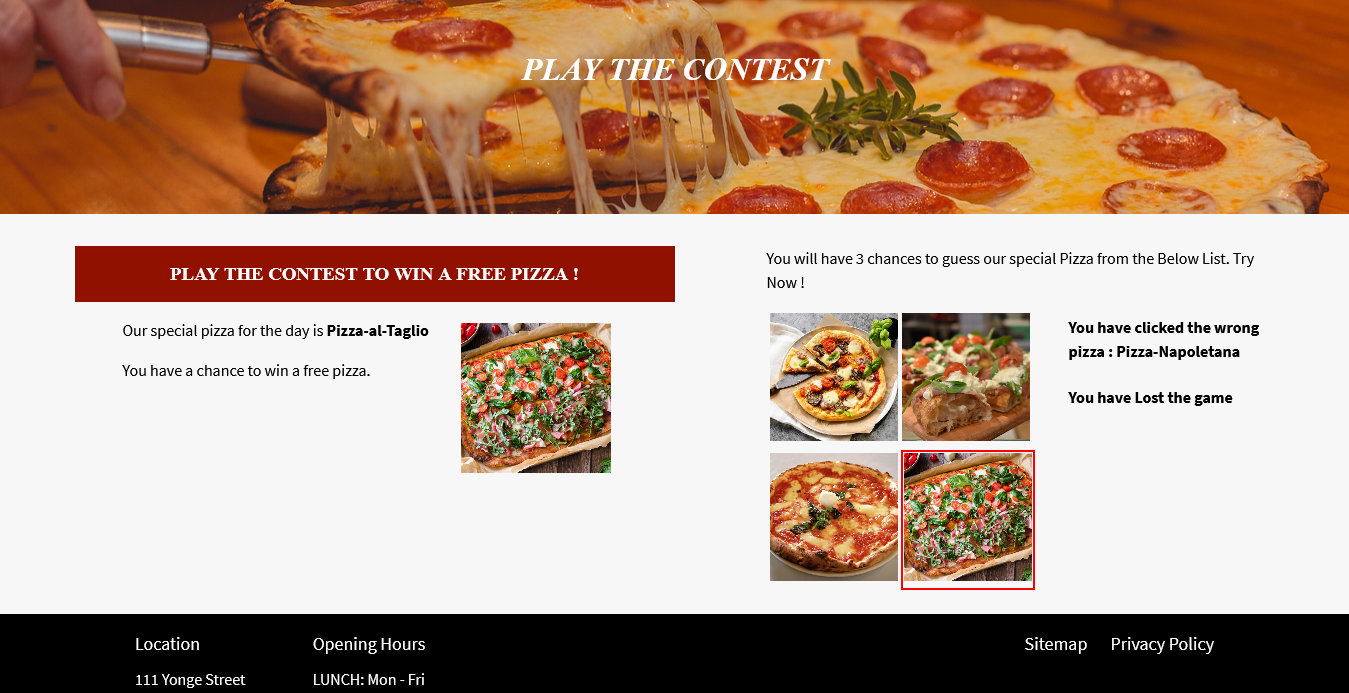 PLAY THE CONTEST
PLAY THE CONTEST TO WIN A FREE PIZZA !
Our special pizza for the day is Pizza-al-Taglio
You have a chance to win a free pizza.
You will have 3 chances to guess our special Pizza from the Below List. Try
Now !
You have clicked the wrong
pizza : Pizza-Napoletana
You have Lost the game
Location
111 Yonge Street
Opening Hours
LUNCH: Mon - Fri
Sitemap
Privacy Policy